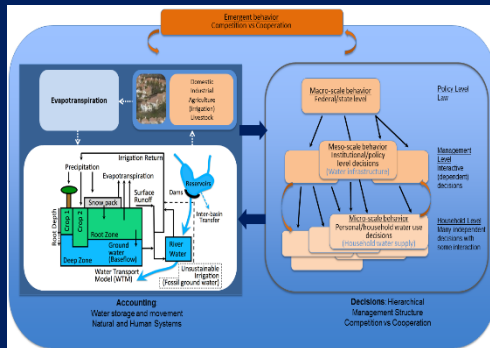 Emergent behavior
Competition vs Cooperation
Evapotranspiration
Domestic
Industrial
Agriculture
(Irrigation)
Livestock
Irrigation Return
Precipitation
Evapotranspiration
Surface
Runoff
Dams
Reservoirs
Inter-basin
Transfer
Snow pack
Crop 1
Crop 2
Root Depth
Root Zone
Ground
water
(Baseflow)
Deep Zone
River
Water
Water Transport
Model (WTM)
Unsustainable
Irrigation
(Fossil ground water)
Accounting:
Water storage and movement
Natural and Human Systems
Macro-scale behavior
Federal/state level
Policy Level
Law
Meso-scale behavior
Institutional/policy
level decisions
(Water infrastructure)
Management
Level
Interactive
(dependent)
decisions
Micro-scale behavior
Personal/household water use
decisions
(Household water supply)
Household Level
Many independent
decisions with
some interaction
Decisions: Hierarchical
Management Structure
Competition vs Cooperation